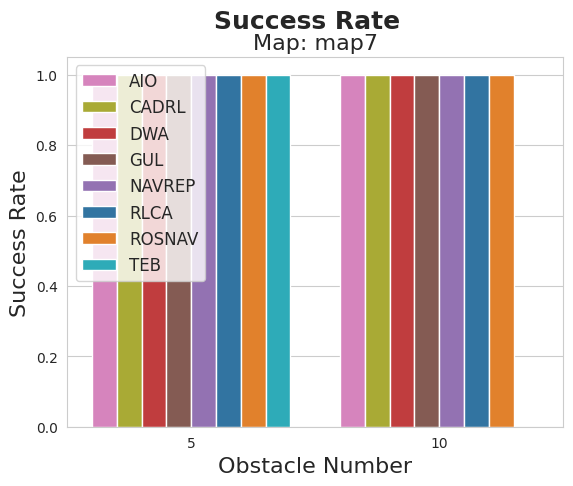 Success Rate
Map: map7
1.0
0.8
0.6
0.4
0.2
0.0
Success Rate
AIO
CADRL
DWA
GUL
NAVREP
RLCA
ROSNAV
TEB
5
10
Obstacle Number